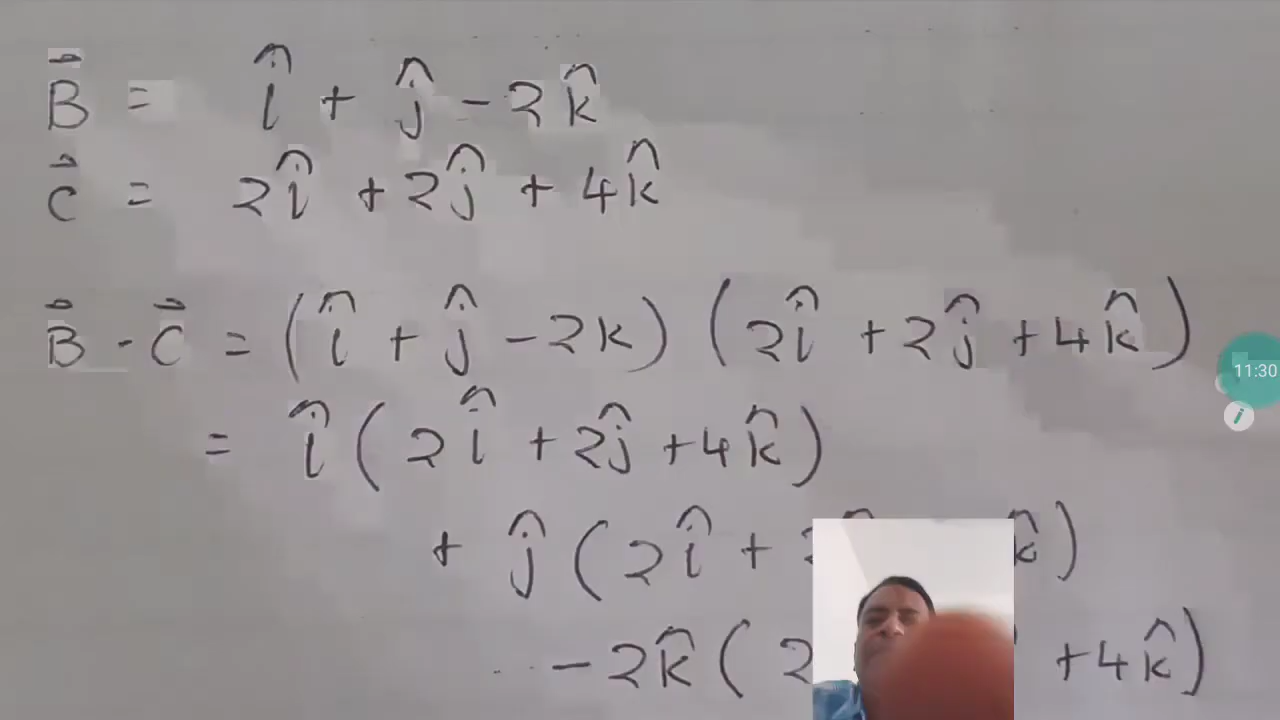 B⃗ = î + ĵ - 2k̂
C⃗ = 2î + 2ĵ + 4k̂
B⃗ · C⃗ = (î + ĵ - 2k) (2î + 2ĵ + 4k̂)
= î (2î + 2ĵ + 4k̂)
+ ĵ (2î + k̂)
- 2k̂ (2 + 4k̂)
11:30